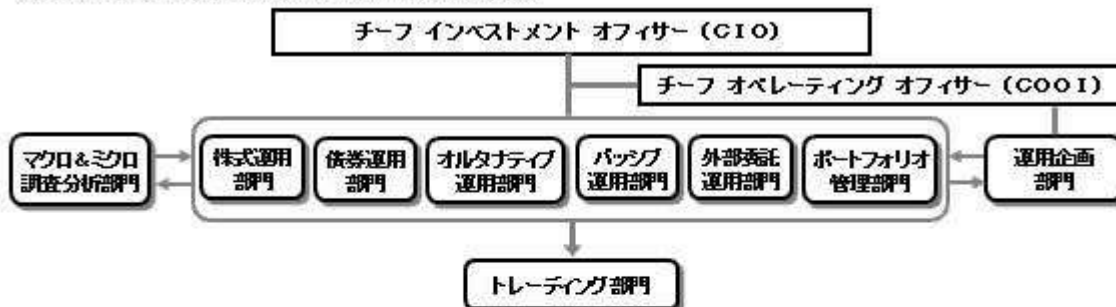 チーフ インベストメント オフィサー (CIO)
チーフ オペレーティング オフィサー (COOI)
マクロ&ミクロ
調査分析部門
株式運用
部門
債券運用
部門
オルタナティブ
運用部門
パッシブ
運用部門
外部委託
運用部門
ポートフォリオ
管理部門
運用企画
部門
トレーディング部門